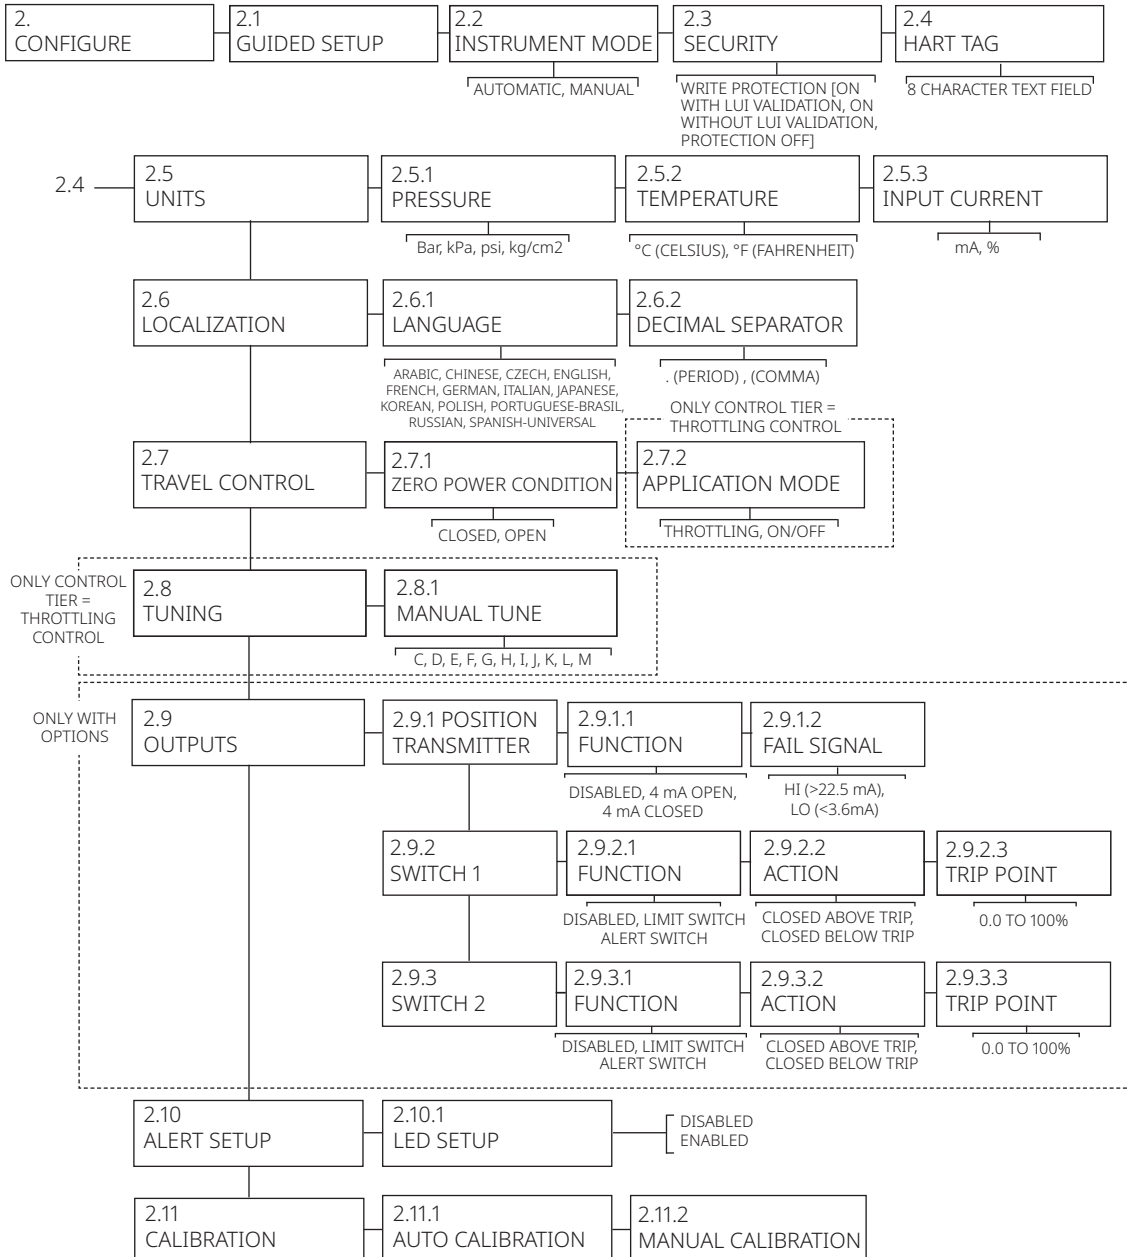 2.
CONFIGURE
2.1
GUIDED SETUP
2.2
INSTRUMENT MODE
AUTOMATIC, MANUAL
2.3
SECURITY
WRITE PROTECTION [ON
WITH LUI VALIDATION, ON
WITHOUT LUI VALIDATION,
PROTECTION OFF]
2.4
HART TAG
8 CHARACTER TEXT FIELD
2.4
2.5
UNITS
2.5.1
PRESSURE
Bar, kPa, psi, kg/cm2
2.5.2
TEMPERATURE
°C (CELSIUS), °F (FAHRENHEIT)
2.5.3
INPUT CURRENT
mA, %
2.6
LOCALIZATION
2.6.1
LANGUAGE
ARABIC, CHINESE, CZECH, ENGLISH,
FRENCH, GERMAN, ITALIAN, JAPANESE,
KOREAN, POLISH, PORTUGUESE-BRASIL,
RUSSIAN, SPANISH-UNIVERSAL
2.6.2
DECIMAL SEPARATOR
. (PERIOD) , (COMMA)
2.7
TRAVEL CONTROL
2.7.1
ZERO POWER CONDITION
CLOSED, OPEN
ONLY CONTROL TIER =
THROTTLING CONTROL
2.7.2
APPLICATION MODE
THROTTLING, ON/OFF
ONLY CONTROL
TIER =
THROTTLING
CONTROL
2.8
TUNING
2.8.1
MANUAL TUNE
C, D, E, F, G, H, I, J, K, L, M
ONLY WITH
OPTIONS
2.9
OUTPUTS
2.9.1 POSITION
TRANSMITTER
2.9.1.1
FUNCTION
DISABLED, 4 mA OPEN,
4 mA CLOSED
2.9.1.2
FAIL SIGNAL
HI (>22.5 mA),
LO (<3.6mA)
2.9.2
SWITCH 1
2.9.2.1
FUNCTION
DISABLED, LIMIT SWITCH
ALERT SWITCH
2.9.2.2
ACTION
CLOSED ABOVE TRIP,
CLOSED BELOW TRIP
2.9.2.3
TRIP POINT
0.0 TO 100%
2.9.3
SWITCH 2
2.9.3.1
FUNCTION
DISABLED, LIMIT SWITCH
ALERT SWITCH
2.9.3.2
ACTION
CLOSED ABOVE TRIP,
CLOSED BELOW TRIP
2.9.3.3
TRIP POINT
0.0 TO 100%
2.10
ALERT SETUP
2.10.1
LED SETUP
DISABLED
ENABLED
2.11
CALIBRATION
2.11.1
AUTO CALIBRATION
2.11.2
MANUAL CALIBRATION